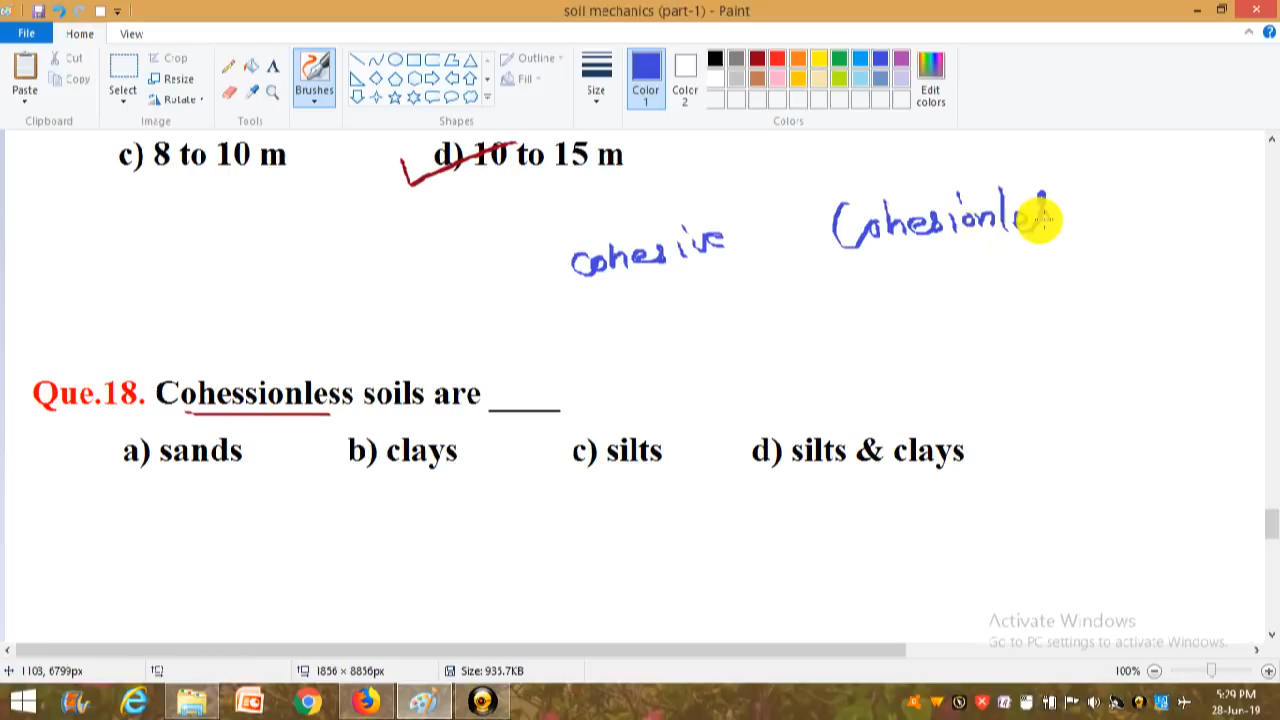 soil mechanics (part-1) - Paint
File Home View
Paste Cut Copy Clipboard
Select Crop Resize Rotate Image
Tools
Brushes
Outline Fill Shapes
Size
Color 1 Color 2 Edit colors Colors
c) 8 to 10 m d) 10 to 15 m
cohesive Cohesionles
Que.18. Cohessionless soils are ____
a) sands b) clays c) silts d) silts & clays
Activate Windows
Go to PC settings to activate Windows.
1103, 6799px 1856 × 8856px Size: 935.7KB 100%
5:29 PM
28-Jun-19